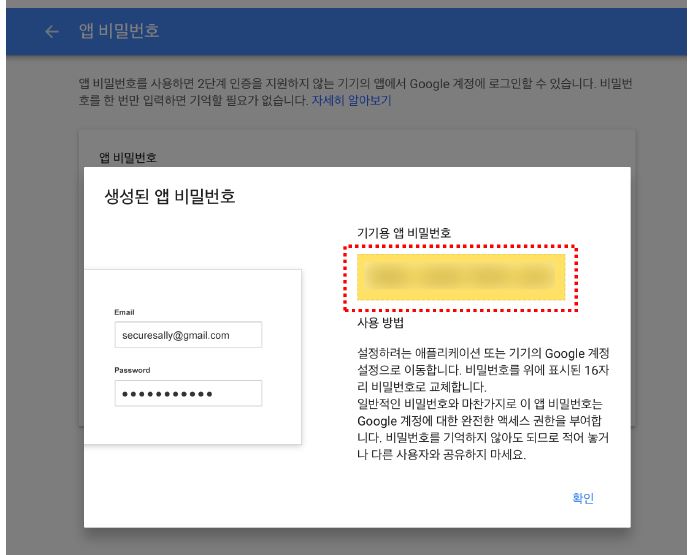 앱 비밀번호
앱 비밀번호를 사용하면 2단계 인증을 지원하지 않는 기기의 앱에서 Google 계정에 로그인할 수 있습니다. 비밀번
호를 한 번만 입력하면 기억할 필요가 없습니다. 자세히 알아보기
앱 비밀번호
생성된 앱 비밀번호
기기용 앱 비밀번호
Email
securesally@gmail.com
Password
사용 방법
설정하려는 애플리케이션 또는 기기의 Google 계정
설정으로 이동합니다. 비밀번호를 위에 표시된 16자
리 비밀번호로 교체합니다.
일반적인 비밀번호와 마찬가지로 이 앱 비밀번호는
Google 계정에 대한 완전한 액세스 권한을 부여합
니다. 비밀번호를 기억하지 않아도 되므로 적어 놓거
나 다른 사용자와 공유하지 마세요.
확인